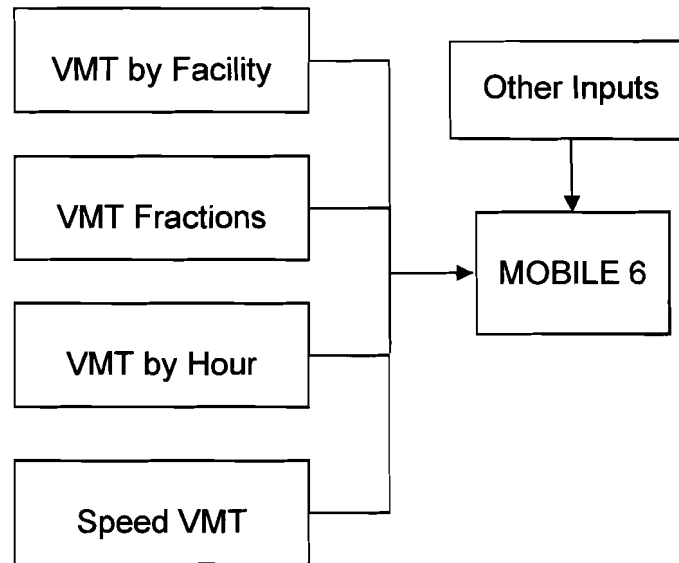 VMT by Facility
Other Inputs
VMT Fractions
MOBILE 6
VMT by Hour
Speed VMT